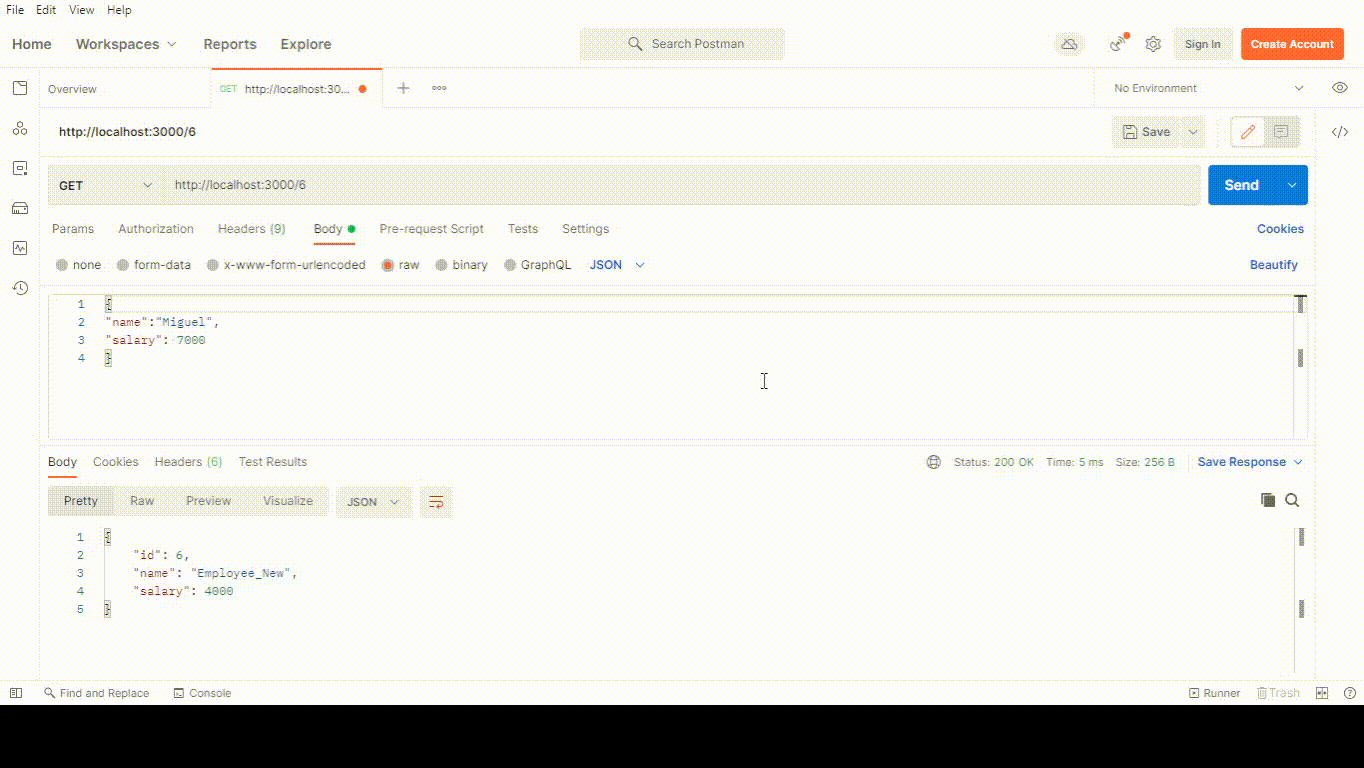 File Edit View Help
Home Workspaces Reports Explore Search Postman Sign In Create Account
Overview GET http://localhost:30... No Environment
http://localhost:3000/6 Save
GET http://localhost:3000/6 Send
Params Authorization Headers (9) Body Pre-request Script Tests Settings Cookies
none form-data x-www-form-urlencoded raw binary GraphQL JSON Beautify
1 {
2 "name":"Miguel",
3 "salary": 7000
4 }
Body Cookies Headers (6) Test Results Status: 200 OK Time: 5 ms Size: 256 B Save Response
Pretty Raw Preview Visualize JSON
1 {
2 "id": 6,
3 "name": "Employee_New",
4 "salary": 4000
5 }
Find and Replace Console Runner Trash